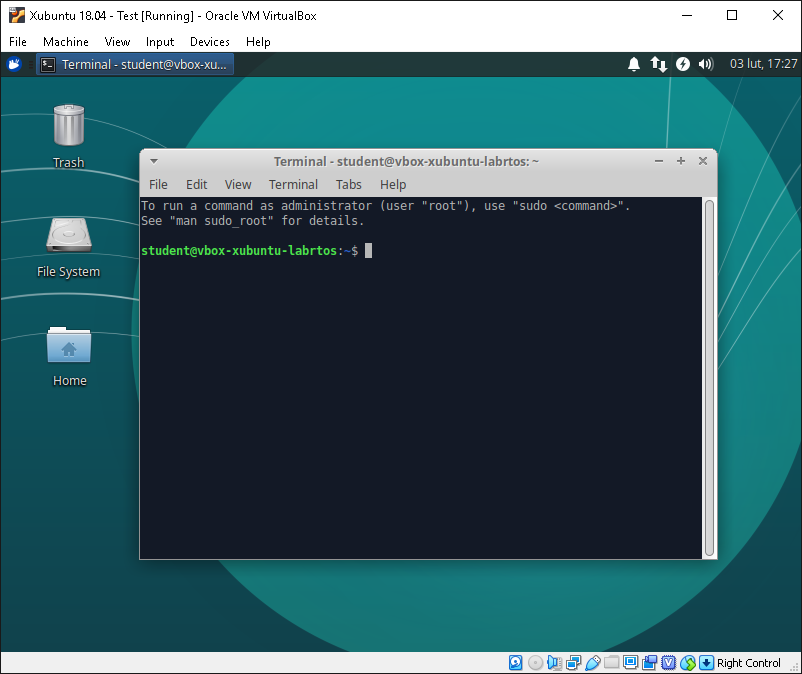 Xubuntu 18.04 - Test [Running] - Oracle VM VirtualBox
File Machine View Input Devices Help
Terminal - student@vbox-xu... 03 lut, 17:27
Trash
File System
Home
Terminal - student@vbox-xubuntu-labrtos: ~
File Edit View Terminal Tabs Help
To run a command as administrator (user "root"), use "sudo <command>".
See "man sudo_root" for details.
student@vbox-xubuntu-labrtos:~$
Right Control